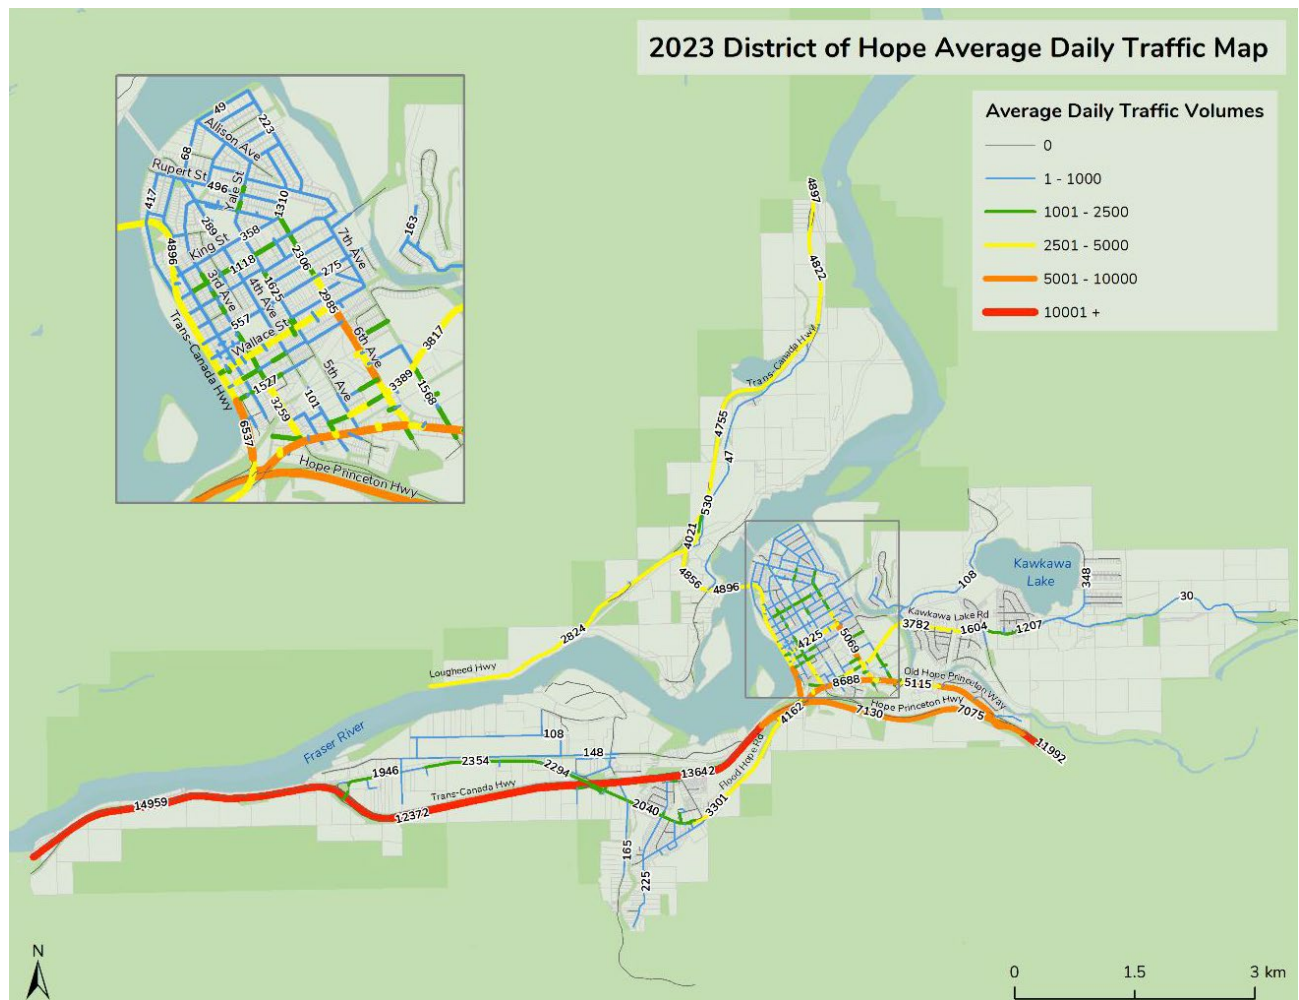 2023 District of Hope Average Daily Traffic Map
Average Daily Traffic Volumes
0
1 - 1000
1001 - 2500
2501 - 5000
5001 - 10000
10001 +
49
223
Allison Ave
68
Rupert St
496
Yale St
417
1310
289
358
King St
7th Ave
163
4896
1118
2306
275
3rd Ave
1625
4th Ave
2985
557
Wallace St
Trans-Canada Hwy
6th Ave
3817
5th Ave
3389
1527
101
1568
3259
6537
Hope Princeton Hwy
4897
4822
Trans-Canada Hwy
4755
47
530
4021
4856
4896
2824
Lougheed Hwy
Fraser River
Kawkawa
Lake
108
348
30
Kawkawa Lake Rd
3782
1604
1207
4225
5069
8688
Old Hope Princeton Way
5115
Hope Princeton Hwy
7130
7075
11992
4162
Flood Hope Rd
108
148
1946
2354
2294
13642
Trans-Canada Hwy
14959
12372
2040
3301
165
225
N
0
1.5
3 km